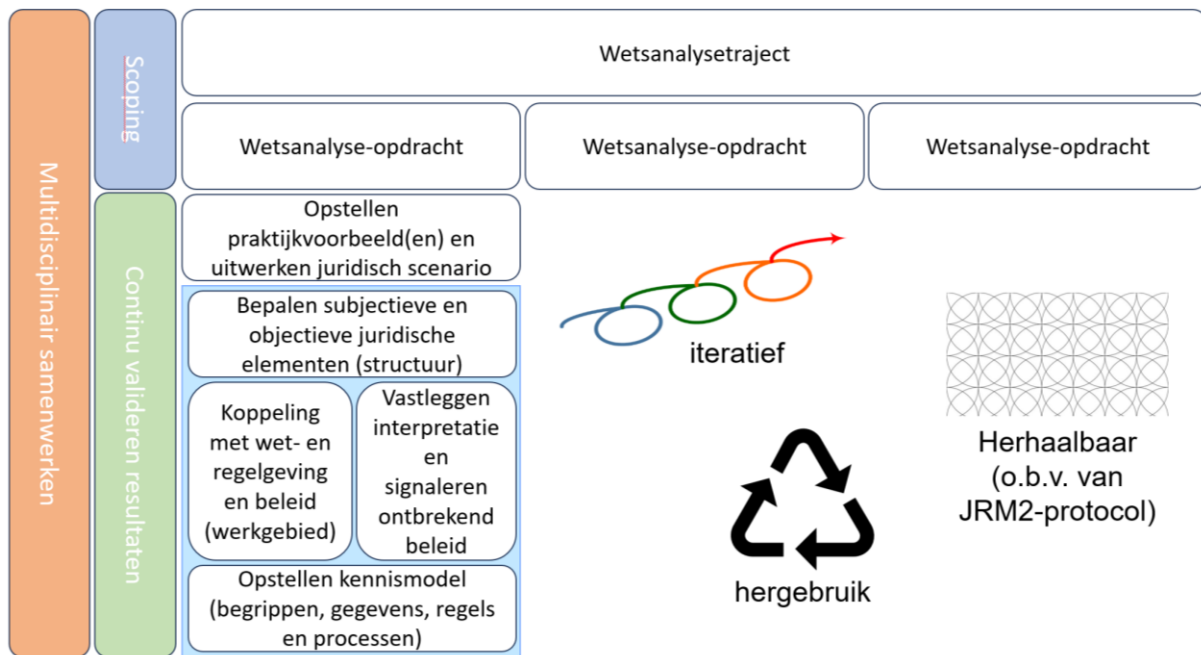 Multidisciplinair samenwerken
Scoping
Continu valideren resultaten
Wetsanalysetraject
Wetsanalyse-opdracht
Wetsanalyse-opdracht
Wetsanalyse-opdracht
Opstellen
praktijkvoorbeeld(en) en
uitwerken juridisch scenario
Bepalen subjectieve en
objectieve juridische
elementen (structuur)
Koppeling
met wet- en
regelgeving
en beleid
(werkgebied)
Vastleggen
interpretatie
en
signaleren
ontbrekend
beleid
Opstellen kennismodel
(begrippen, gegevens, regels
en processen)
iteratief
hergebruik
Herhaalbaar
(o.b.v. van
JRM2-protocol)